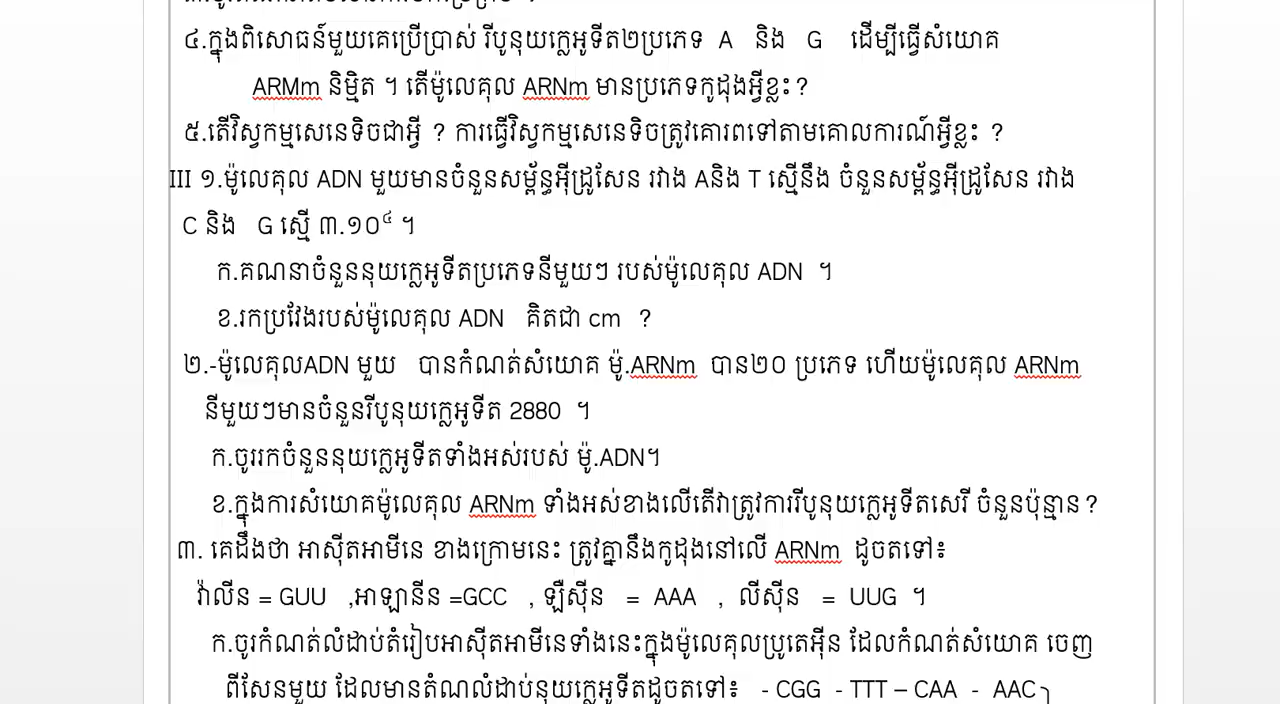 ៤.ក្នុងពិសោធន៍មួយគេប្រើប្រាស់ រីបូនុយក្លេអូទីត២ប្រភេទ A និង G ដើម្បីធ្វើសំយោគ
ARMm និម្មិត ។ តើម៉ូលេគុល ARNm មានប្រភេទកូដុងអ្វីខ្លះ?
៥.តើវិស្វកម្មសេនេទិចជាអ្វី ? ការធ្វើវិស្វកម្មសេនេទិចត្រូវគោរពទៅតាមគោលការណ៍អ្វីខ្លះ ?
III ១.ម៉ូលេគុល ADN មួយមានចំនួនសម្ព័ន្ធអ៊ីដ្រូសែន រវាង Aនិង T ស្មើនឹង ចំនួនសម្ព័ន្ធអ៊ីដ្រូសែន រវាង
C និង G ស្មើ ៣.១០⁴ ។
ក.គណនាចំនួននុយក្លេអូទីតប្រភេទនីមួយៗ របស់ម៉ូលេគុល ADN ។
ខ.រកប្រវែងរបស់ម៉ូលេគុល ADN គិតជា cm ?
២.-ម៉ូលេគុលADN មួយ បានកំណត់សំយោគ ម៉ូ.ARNm បាន២០ ប្រភេទ ហើយម៉ូលេគុល ARNm
នីមួយៗមានចំនួនរីបូនុយក្លេអូទីត 2880 ។
ក.ចូររកចំនួននុយក្លេអូទីតទាំងអស់របស់ ម៉ូ.ADN។
ខ.ក្នុងការសំយោគម៉ូលេគុល ARNm ទាំងអស់ខាងលើតើវាត្រូវការរីបូនុយក្លេអូទីតសេរី ចំនួនប៉ុន្មាន?
៣. គេដឹងថា អាស៊ីតអាមីនេ ខាងក្រោមនេះ ត្រូវគ្នានឹងកូដុងនៅលើ ARNm ដូចតទៅ៖
វ៉ាលីន = GUU ,អាឡានីន =GCC , ឡឺស៊ីន = AAA , លីស៊ីន = UUG ។
ក.ចូរកំណត់លំដាប់តំរៀបអាស៊ីតអាមីនេទាំងនេះក្នុងម៉ូលេគុលប្រូតេអ៊ីន ដែលកំណត់សំយោគ ចេញ
ពីសែនមួយ ដែលមានតំណលំដាប់នុយក្លេអូទីតដូចតទៅ៖ - CGG - TTT – CAA - AAC